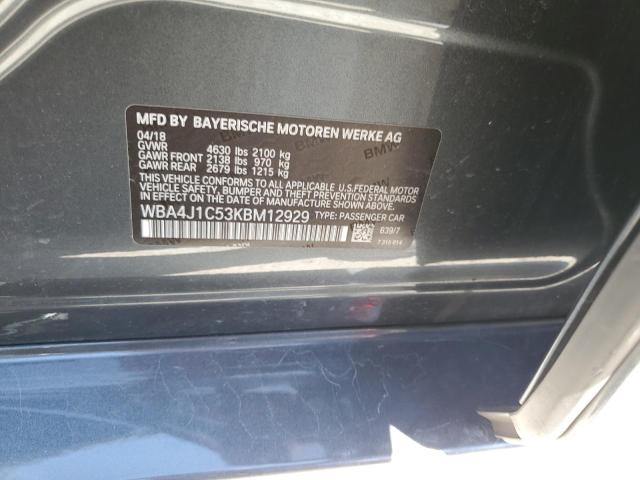 MFD BY BAYERISCHE MOTOREN WERKE AG
04/18
GVWR 4630 lbs 2100 kg
GAWR FRONT 2138 lbs 970 kg
GAWR REAR 2679 lbs 1215 kg
THIS VEHICLE CONFORMS TO ALL APPLICABLE U.S.FEDERAL MOTOR
VEHICLE SAFETY, BUMPER AND THEFT PREVENTION STANDARDS
IN EFFECT ON THE DATE OF MANUFACTURE SHOWN ABOVE.
WBA4J1C53KBM12929 TYPE: PASSENGER CAR
639/7